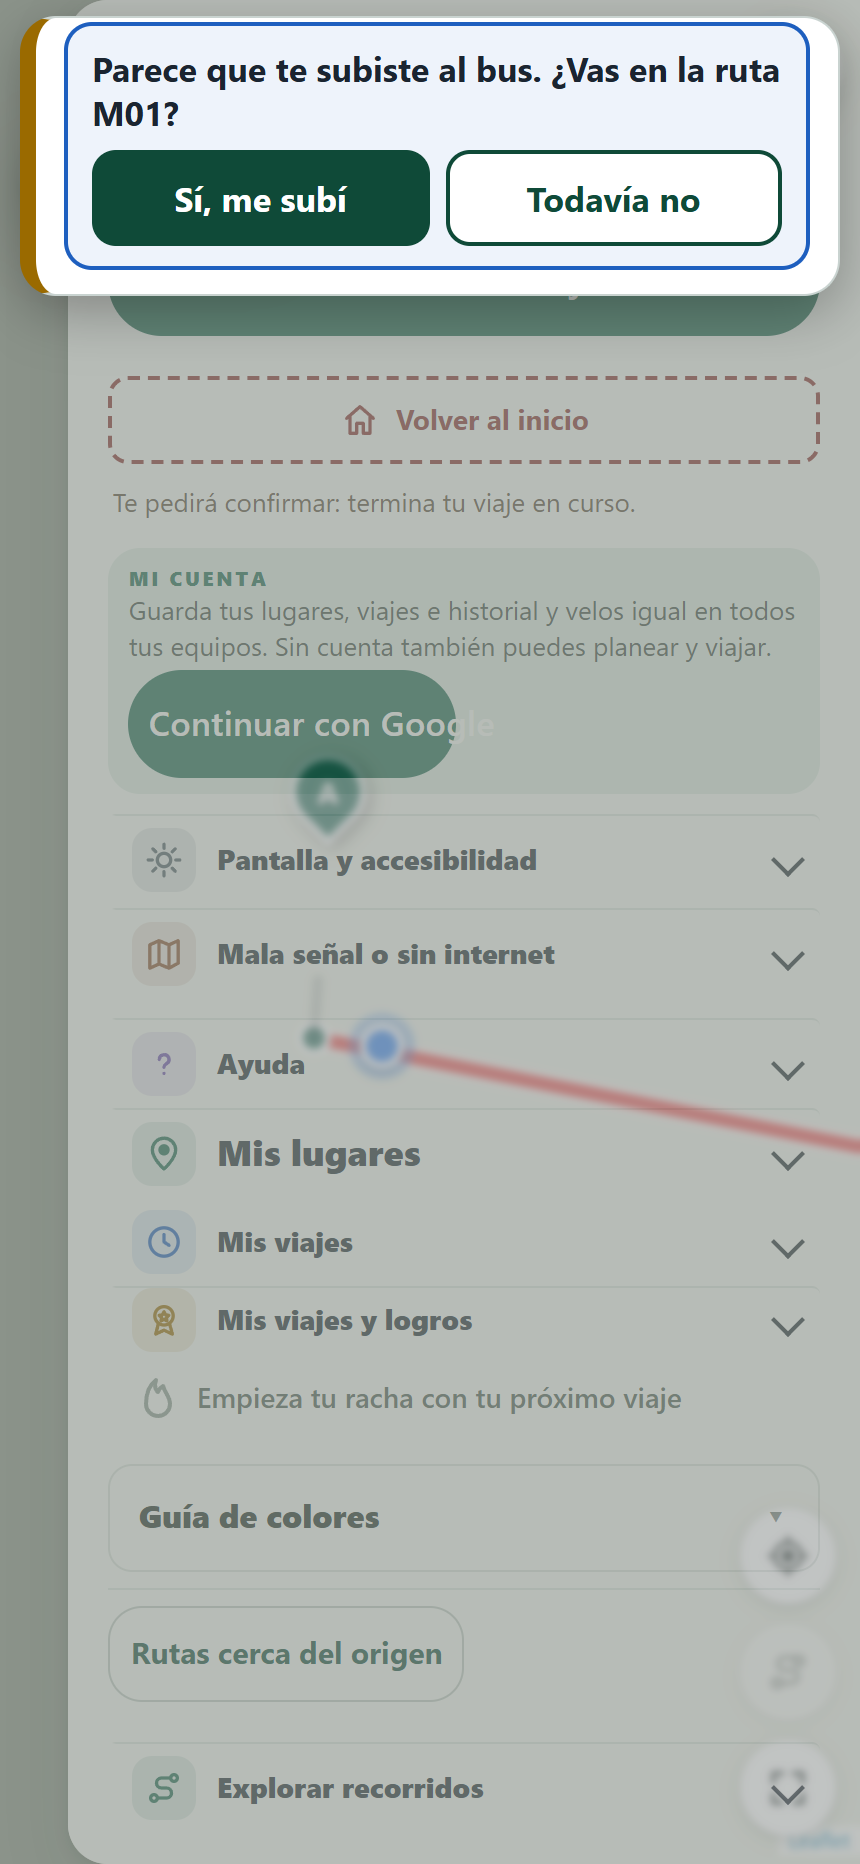 Parece que te subiste al bus. ¿Vas en la ruta
M01?
Sí, me subí
Todavía no
Volver al inicio
Te pedirá confirmar: termina tu viaje en curso.
MI CUENTA
Guarda tus lugares, viajes e historial y velos igual en todos
tus equipos. Sin cuenta también puedes planear y viajar.
Continuar con Google
A
Pantalla y accesibilidad
Mala señal o sin internet
?
Ayuda
Mis lugares
Mis viajes
Mis viajes y logros
Empieza tu racha con tu próximo viaje
Guía de colores
Rutas cerca del origen
Explorar recorridos